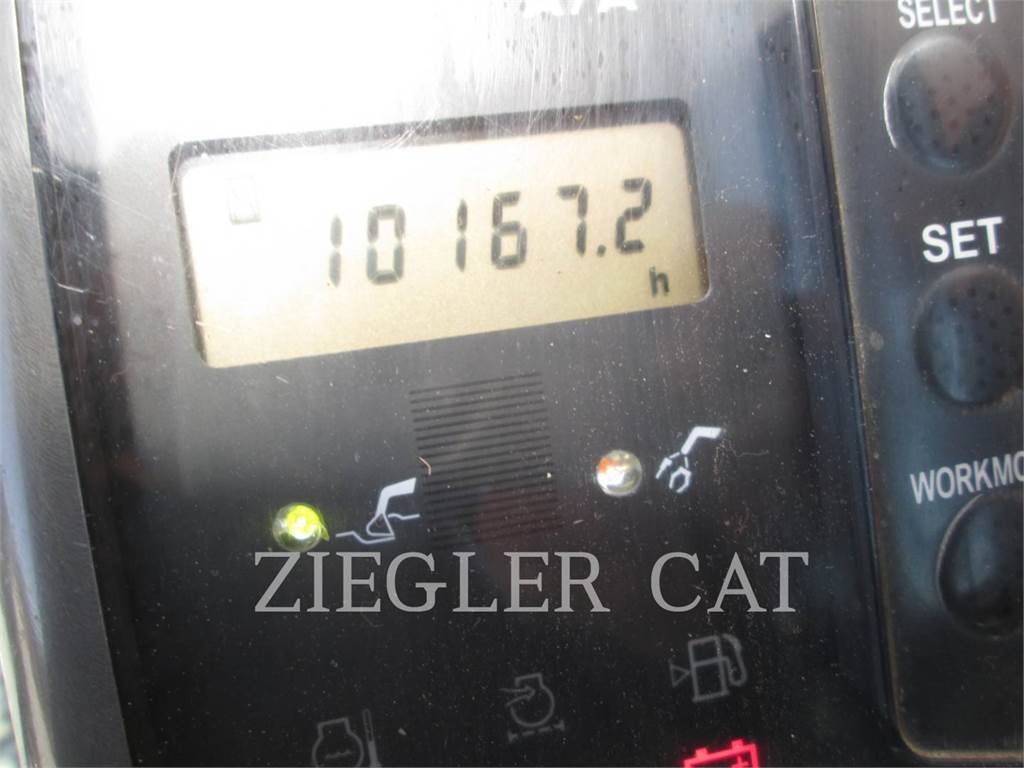 SELECT
10167.2
h
SET
WORKMO
ZIEGLER CAT